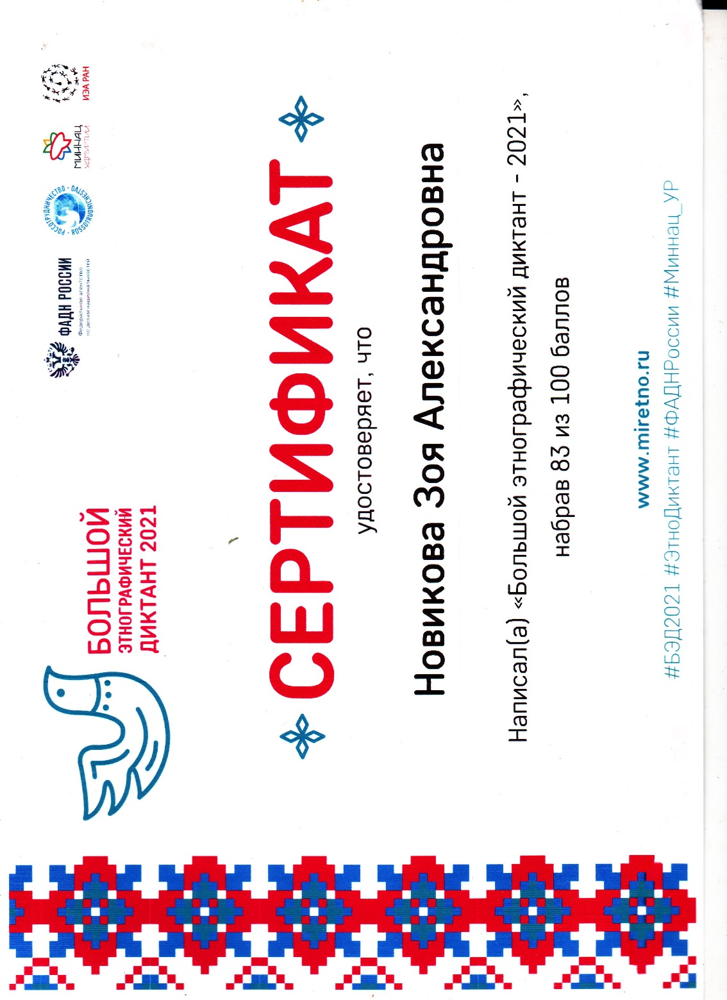 БОЛЬШОЙ
ЭТНОГРАФИЧЕСКИЙ
ДИКТАНТ 2021
ФАДН РОССИИ
Федеральное агентство
по делам национальностей
РОССОТРУДНИЧЕСТВО · ROSSOTRUDNICHESTVO ·
МИННАЦ
УДМУРТИИ
ИЭА РАН
СЕРТИФИКАТ
удостоверяет, что
Новикова Зоя Александровна
Написал(а) «Большой этнографический диктант - 2021»,
набрав 83 из 100 баллов
www.miretno.ru
#БЭД2021 #ЭтноДиктант #ФАДНРоссии #Миннац_УР